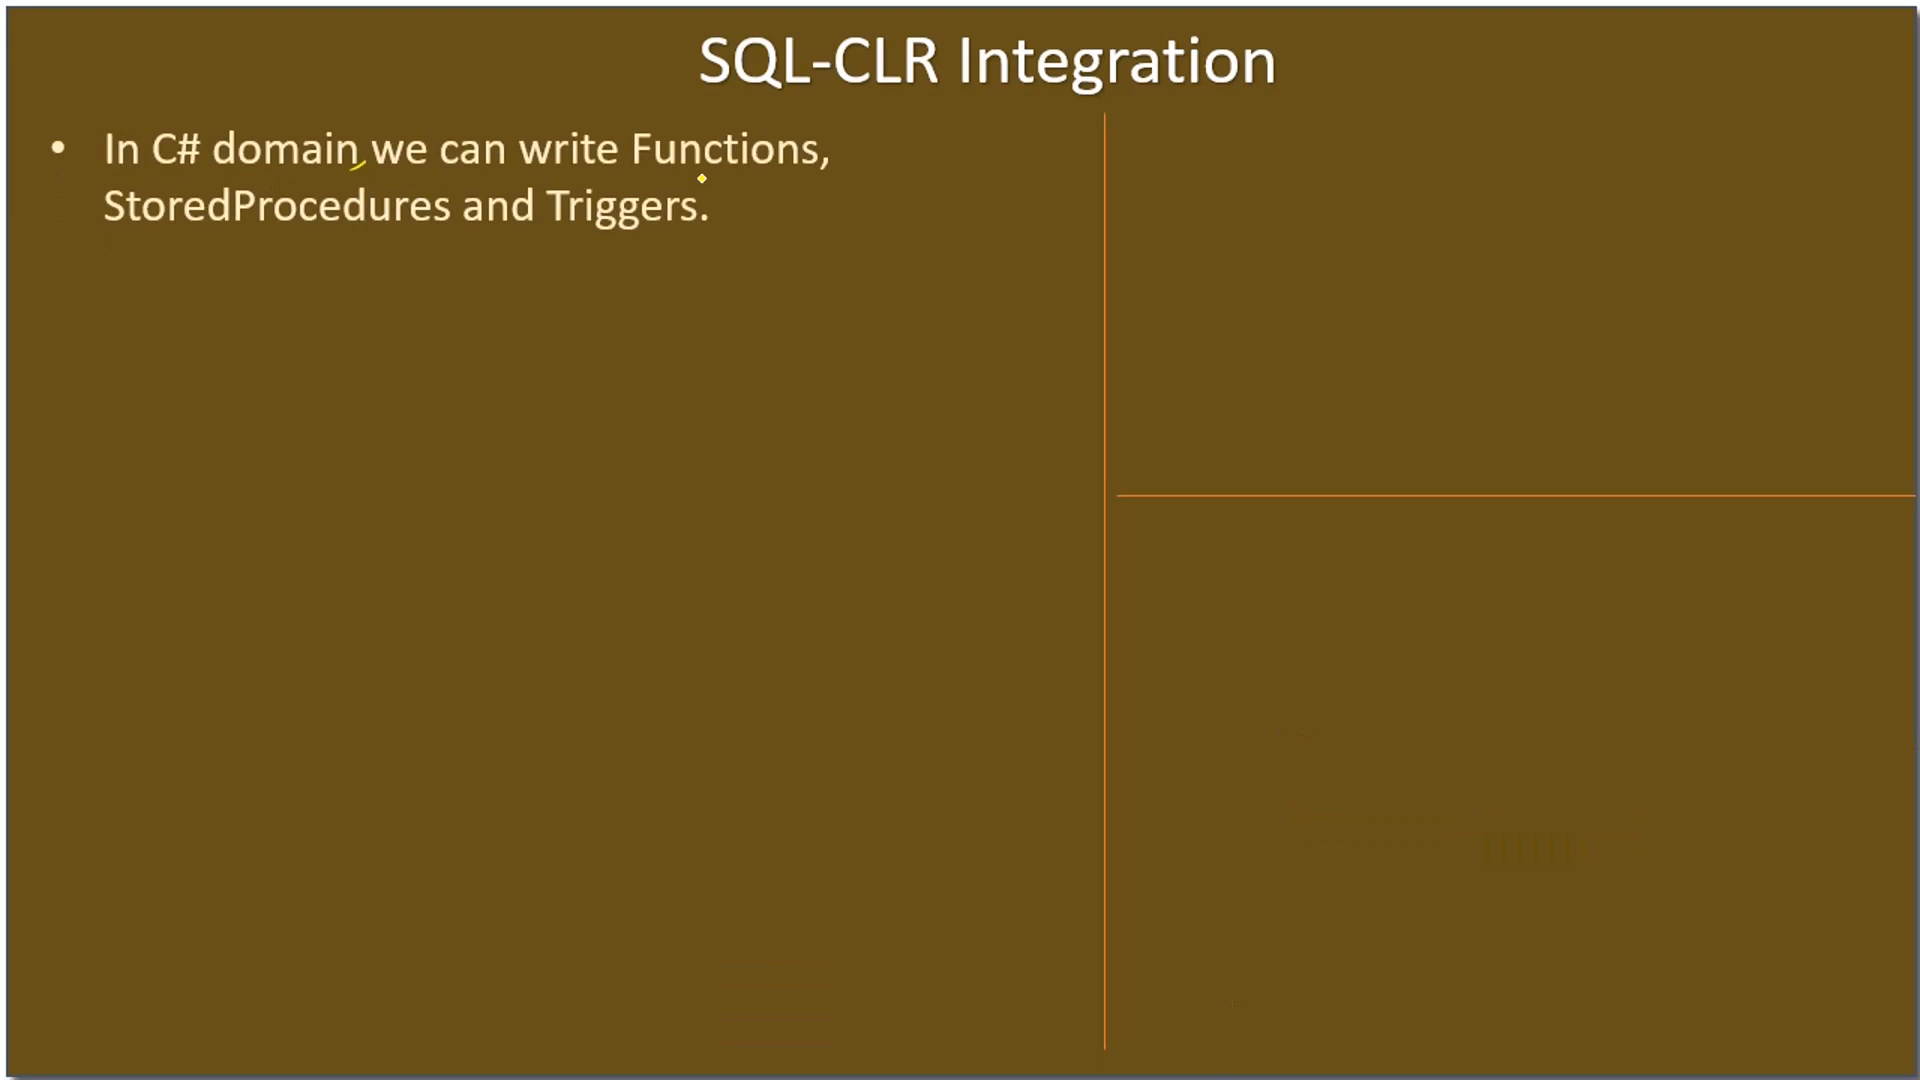 SQL-CLR Integration
• In C# domain, we can write Functions,
StoredProcedures and Triggers.